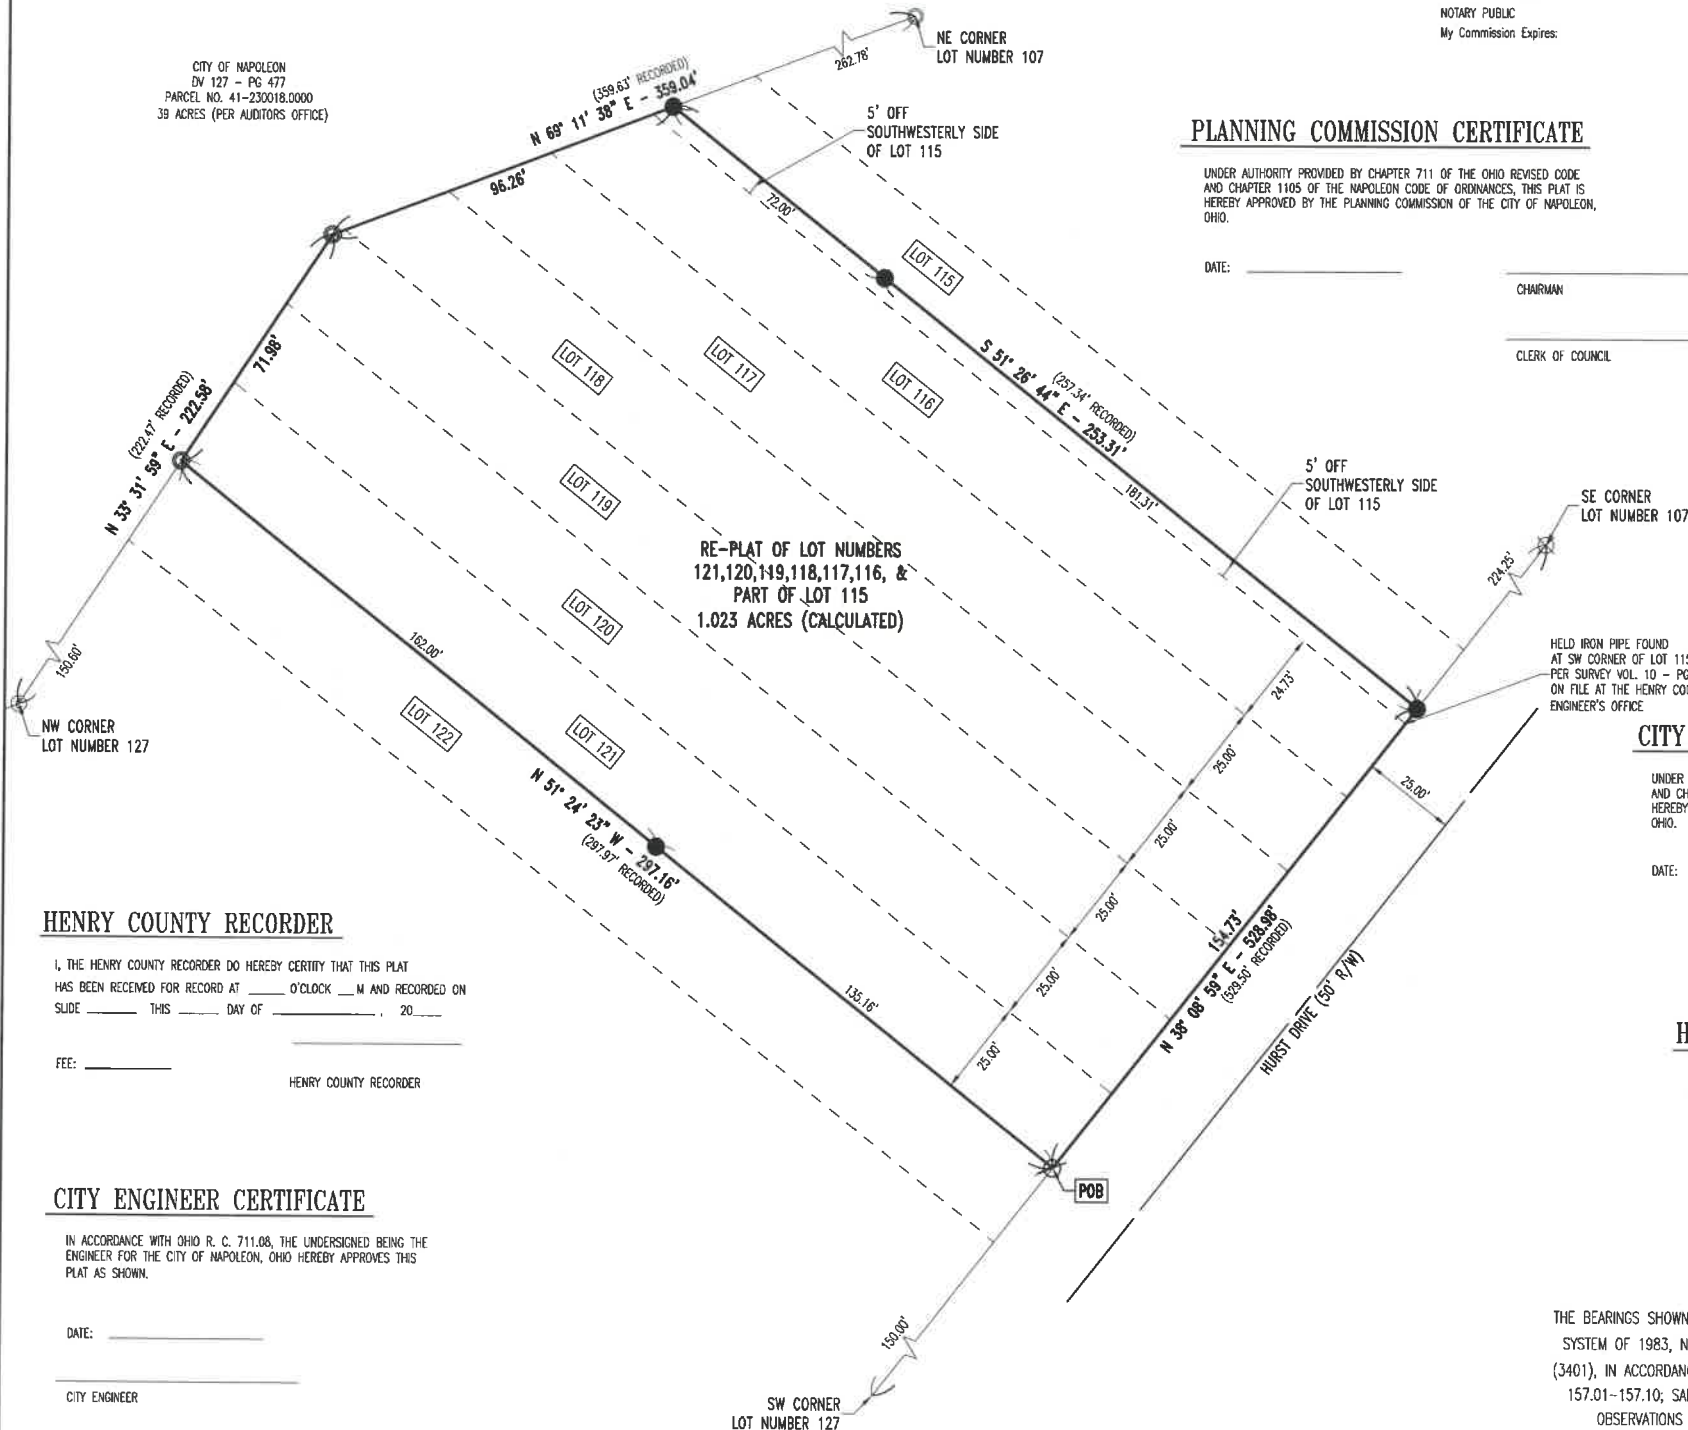 NOTARY PUBLIC
My Commission Expires:
CITY OF NAPOLEON
DV 127 - PG 477
PARCEL NO. 41-230018.0000
39 ACRES (PER AUDITORS OFFICE)
NE CORNER
LOT NUMBER 107
262.78'
(359.63' RECORDED)
N 69° 11' 38" E - 359.04'
96.26'
5' OFF
SOUTHWESTERLY SIDE
OF LOT 115
72.00'
PLANNING COMMISSION CERTIFICATE
UNDER AUTHORITY PROVIDED BY CHAPTER 711 OF THE OHIO REVISED CODE
AND CHAPTER 1105 OF THE NAPOLEON CODE OF ORDINANCES, THIS PLAT IS
HEREBY APPROVED BY THE PLANNING COMMISSION OF THE CITY OF NAPOLEON,
OHIO.
DATE:
CHAIRMAN
CLERK OF COUNCIL
LOT 115
LOT 116
LOT 117
LOT 118
71.98'
(222.47' RECORDED)
N 33° 31' 59" E - 222.58'
S 51° 26' 44" E - 253.31'
(257.34' RECORDED)
181.31'
5' OFF
SOUTHWESTERLY SIDE
OF LOT 115
SE CORNER
LOT NUMBER 107
224.25'
LOT 119
RE-PLAT OF LOT NUMBERS
121,120,119,118,117,116, &
PART OF LOT 115
1.023 ACRES (CALCULATED)
LOT 120
162.00'
150.60'
NW CORNER
LOT NUMBER 127
LOT 122
LOT 121
HELD IRON PIPE FOUND
AT SW CORNER OF LOT 115
PER SURVEY VOL. 10 - PG
ON FILE AT THE HENRY CO
ENGINEER'S OFFICE
24.73'
25.00'
25.00'
25.00'
25.00'
25.00'
25.00'
CITY
UNDER
AND CH
HEREBY
OHIO.
DATE:
N 51° 24' 23" W - 297.16'
(297.97' RECORDED)
135.16'
154.73'
N 38° 08' 59" E - 528.98'
(529.50' RECORDED)
HURST DRIVE (50' R/W)
HENRY COUNTY RECORDER
I, THE HENRY COUNTY RECORDER DO HEREBY CERTIFY THAT THIS PLAT
HAS BEEN RECEIVED FOR RECORD AT _____ O'CLOCK __ M AND RECORDED ON
SLIDE _______ THIS _____ DAY OF ______________, 20____
FEE:
HENRY COUNTY RECORDER
H
POB
CITY ENGINEER CERTIFICATE
IN ACCORDANCE WITH OHIO R. C. 711.08, THE UNDERSIGNED BEING THE
ENGINEER FOR THE CITY OF NAPOLEON, OHIO HEREBY APPROVES THIS
PLAT AS SHOWN.
DATE:
CITY ENGINEER
150.00'
SW CORNER
LOT NUMBER 127
THE BEARINGS SHOWN
SYSTEM OF 1983, N
(3401), IN ACCORDAN
157.01-157.10; SA
OBSERVATIONS